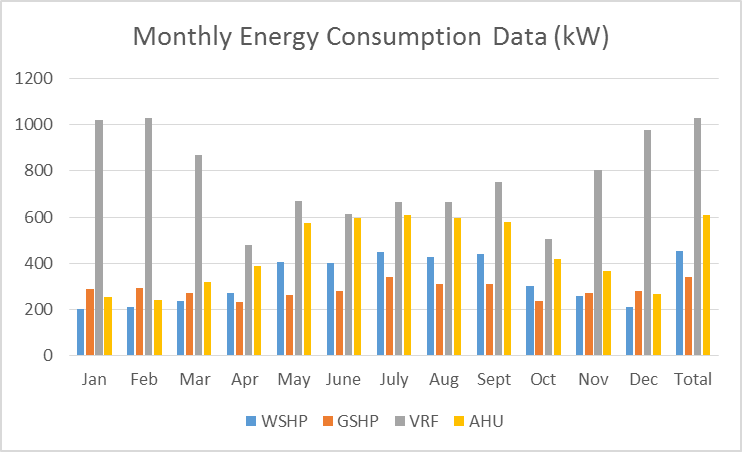 Monthly Energy Consumption Data (kW)
1200
1000
800
600
400
200
0
Jan Feb Mar Apr May June July Aug Sept Oct Nov Dec Total
WSHP GSHP VRF AHU